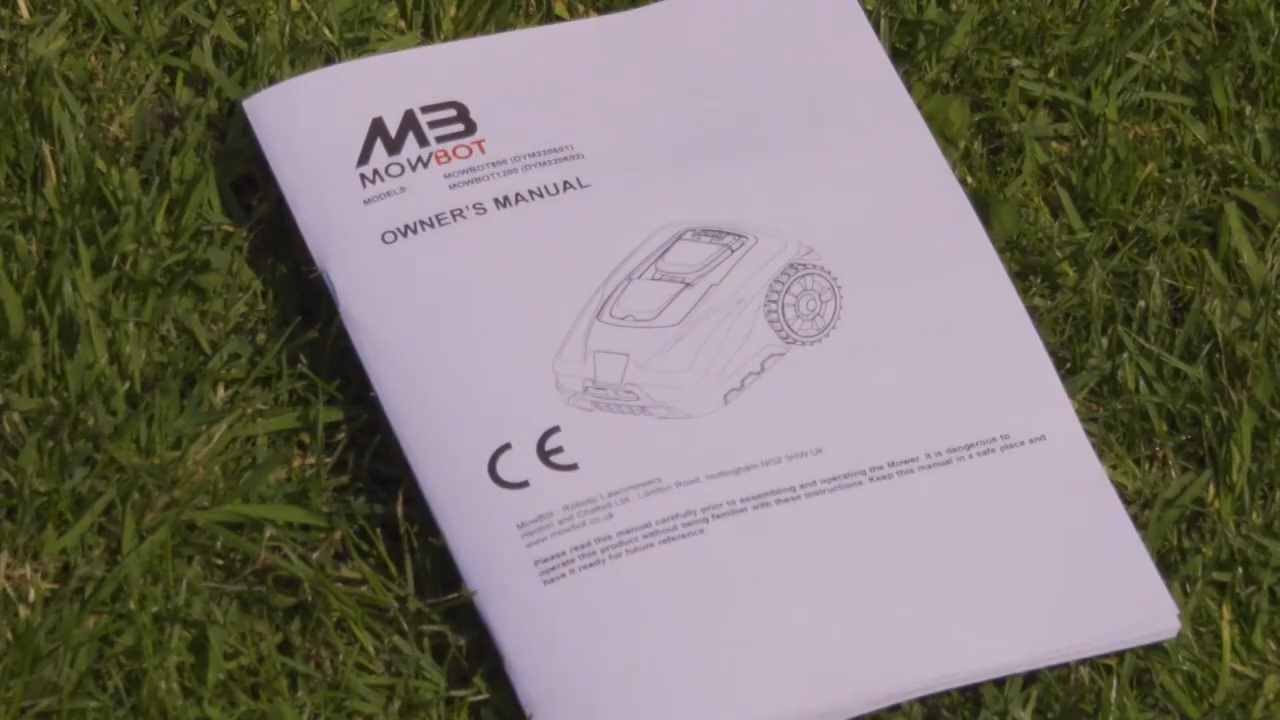 MB
MOWBOT
MODELS: MOWBOT800 (DYM220601)
MOWBOT1200 (DYM220602)
OWNER'S MANUAL
CE
MowBot - Robotic Lawnmowers
Henton and Chattell Ltd., London Road, Nottingham NG2 3HW UK
www.mowbot.co.uk
Please read this manual carefully prior to assembling and operating the Mower. It is dangerous to
operate this product without being familiar with these instructions. Keep this manual in a safe place and
have it ready for future reference.